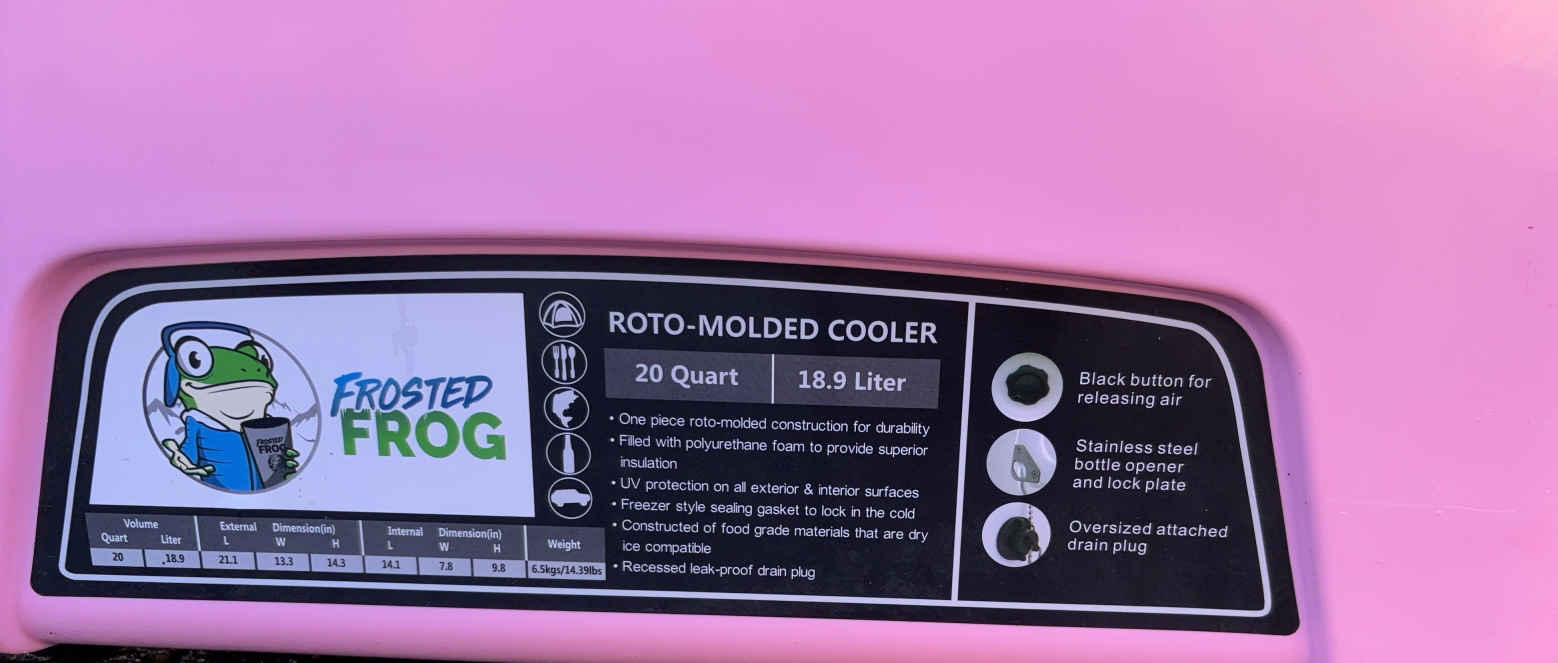 FROSTED
FROG
FROSTED
FROG
Volume External Dimension(in) Internal Dimension(in) Weight
Quart Liter L W H L W H
20 18.9 21.1 13.3 14.3 14.1 7.8 9.8 6.5kgs/14.39lbs
ROTO-MOLDED COOLER
20 Quart 18.9 Liter
• One piece roto-molded construction for durability
• Filled with polyurethane foam to provide superior
insulation
• UV protection on all exterior & interior surfaces
• Freezer style sealing gasket to lock in the cold
• Constructed of food grade materials that are dry
ice compatible
• Recessed leak-proof drain plug
Black button for
releasing air
Stainless steel
bottle opener
and lock plate
Oversized attached
drain plug